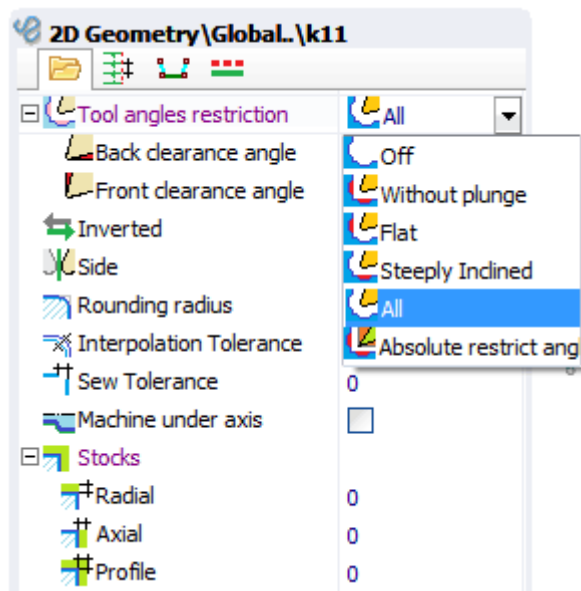 2D Geometry\Global..\k11
Tool angles restriction All
Back clearance angle Off
Front clearance angle Without plunge
Inverted Flat
Side Steeply Inclined
Rounding radius All
Interpolation Tolerance Absolute restrict angl
Sew Tolerance 0
Machine under axis
Stocks
Radial 0
Axial 0
Profile 0